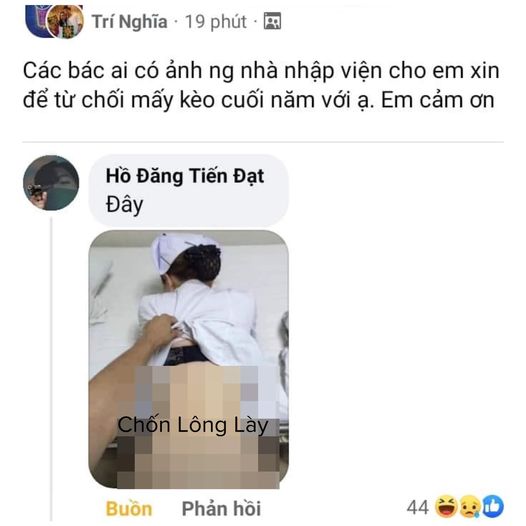 Trí Nghĩa · 19 phút ·
Các bác ai có ảnh ng nhà nhập viện cho em xin
để từ chối mấy kèo cuối năm với ạ. Em cảm ơn
Hồ Đăng Tiến Đạt
Đây
Chốn Lông Lày
Buồn Phản hồi 44